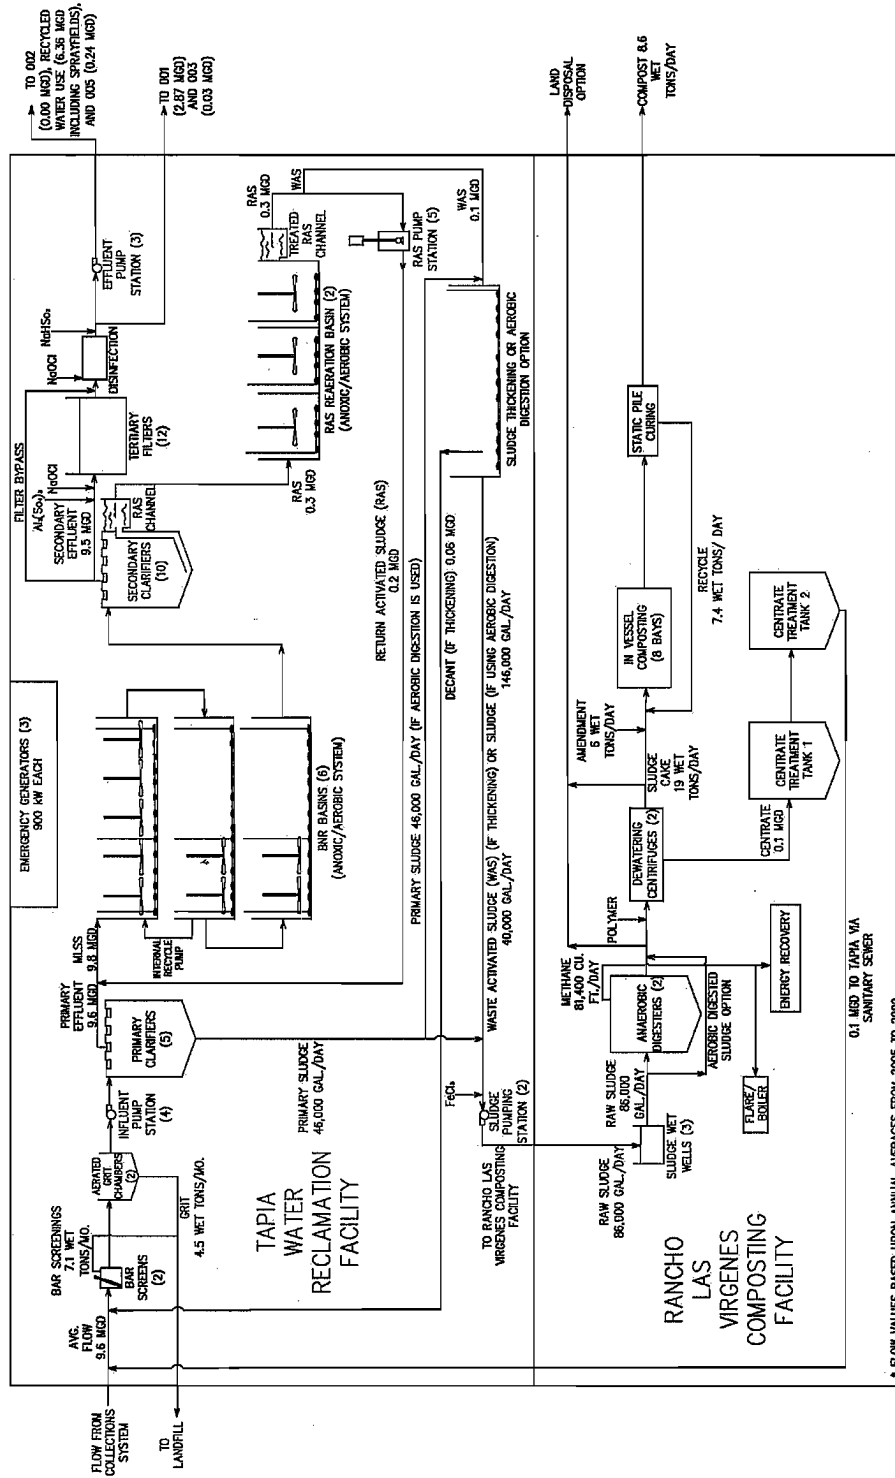 FLOW FROM
COLLECTIONS
SYSTEM
TO
LANDFILL
AVG.
FLOW
9.6 MGD
BAR SCREENINGS
7.1 WET
TONS/MO.
BAR
SCREENS
(2)
AERATED
GRIT
CHAMBERS
(2)
GRIT
4.5 WET TONS/MO.
INFLUENT
PUMP
STATION
(4)
PRIMARY
CLARIFIERS
(5)
PRIMARY SLUDGE
46,000 GAL/DAY
PRIMARY
EFFLUENT
9.6 MGD
MLSS
9.8 MGD
EMERGENCY GENERATORS (3)
900 kW EACH
INTERNAL
RECYCLE
PUMP
BNR BASINS (6)
(ANOXIC/AEROBIC SYSTEM)
SECONDARY
CLARIFIERS
(10)
RAS
CHANNEL
FILTER BYPASS
Al₂(So₄)₃
NaOCl
SECONDARY
EFFLUENT
9.5 MGD
TERTIARY
FILTERS
(12)
NaOCl
NaHSO₃
DISINFECTION
EFFLUENT
PUMP
STATION (3)
TO 002
(0.00 MGD), RECYCLED
WATER USE (6.36 MGD
INCLUDING SPRAYFIELDS),
AND 005 (0.24 MGD)
TO 001
(2.87 MGD)
AND 003
(0.03 MGD)
RAS
0.3 MGD
RAS REAERATION BASIN (2)
(ANOXIC/AEROBIC SYSTEM)
TREATED
RAS
CHANNEL
RAS
0.3 MGD
WAS
RAS PUMP
STATION (5)
WAS
0.1 MGD
RETURN ACTIVATED SLUDGE (RAS)
0.2 MGD
PRIMARY SLUDGE 46,000 GAL/DAY (IF AEROBIC DIGESTION IS USED)
DECANT (IF THICKENING) 0.06 MGD
SLUDGE THICKENING OR AEROBIC
DIGESTION OPTION
WASTE ACTIVATED SLUDGE (WAS) (IF THICKENING) OR SLUDGE (IF USING AEROBIC DIGESTION)
40,000 GAL./DAY
146,000 GAL/DAY
TAPIA
WATER
RECLAMATION
FACILITY
FeCl₃
SLUDGE
PUMPING
STATION (2)
TO RANCHO LAS
VIRGENES COMPOSTING
FACILITY
RANCHO
LAS
VIRGENES
COMPOSTING
FACILITY
RAW SLUDGE
86,000 GAL./DAY
SLUDGE WET
WELLS (3)
RAW SLUDGE
86,000
GAL./DAY
ANAEROBIC
DIGESTERS (2)
AEROBIC DIGESTED
SLUDGE OPTION
METHANE
81,400 CU.
FT./DAY
FLARE/
BOILER
ENERGY RECOVERY
POLYMER
DEWATERING
CENTRIFUGES (2)
SLUDGE
CAKE
19 WET
TONS/DAY
AMENDMENT
6 WET
TONS/DAY
IN VESSEL
COMPOSTING
(8 BAYS)
STATIC PILE
CURING
RECYCLE
7.4 WET TONS/ DAY
LAND
DISPOSAL
OPTION
COMPOST 8.6
WET
TONS/DAY
CENTRATE
0.1 MGD
CENTRATE
TREATMENT
TANK 1
CENTRATE
TREATMENT
TANK 2
0.1 MGD TO TAPIA VIA
SANITARY SEWER